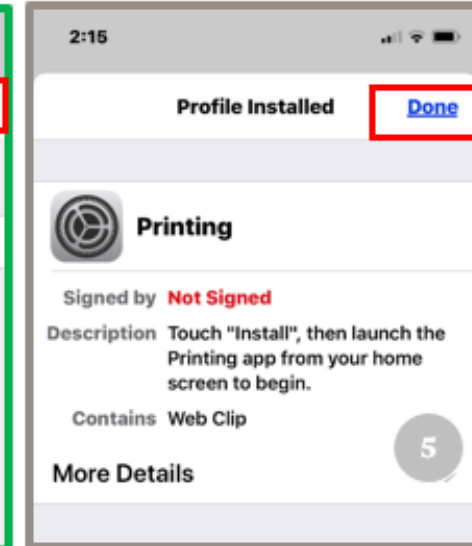 2:15
Profile Installed Done
Printing
Signed by Not Signed
Description Touch "Install", then launch the
Printing app from your home
screen to begin.
Contains Web Clip
5
More Details